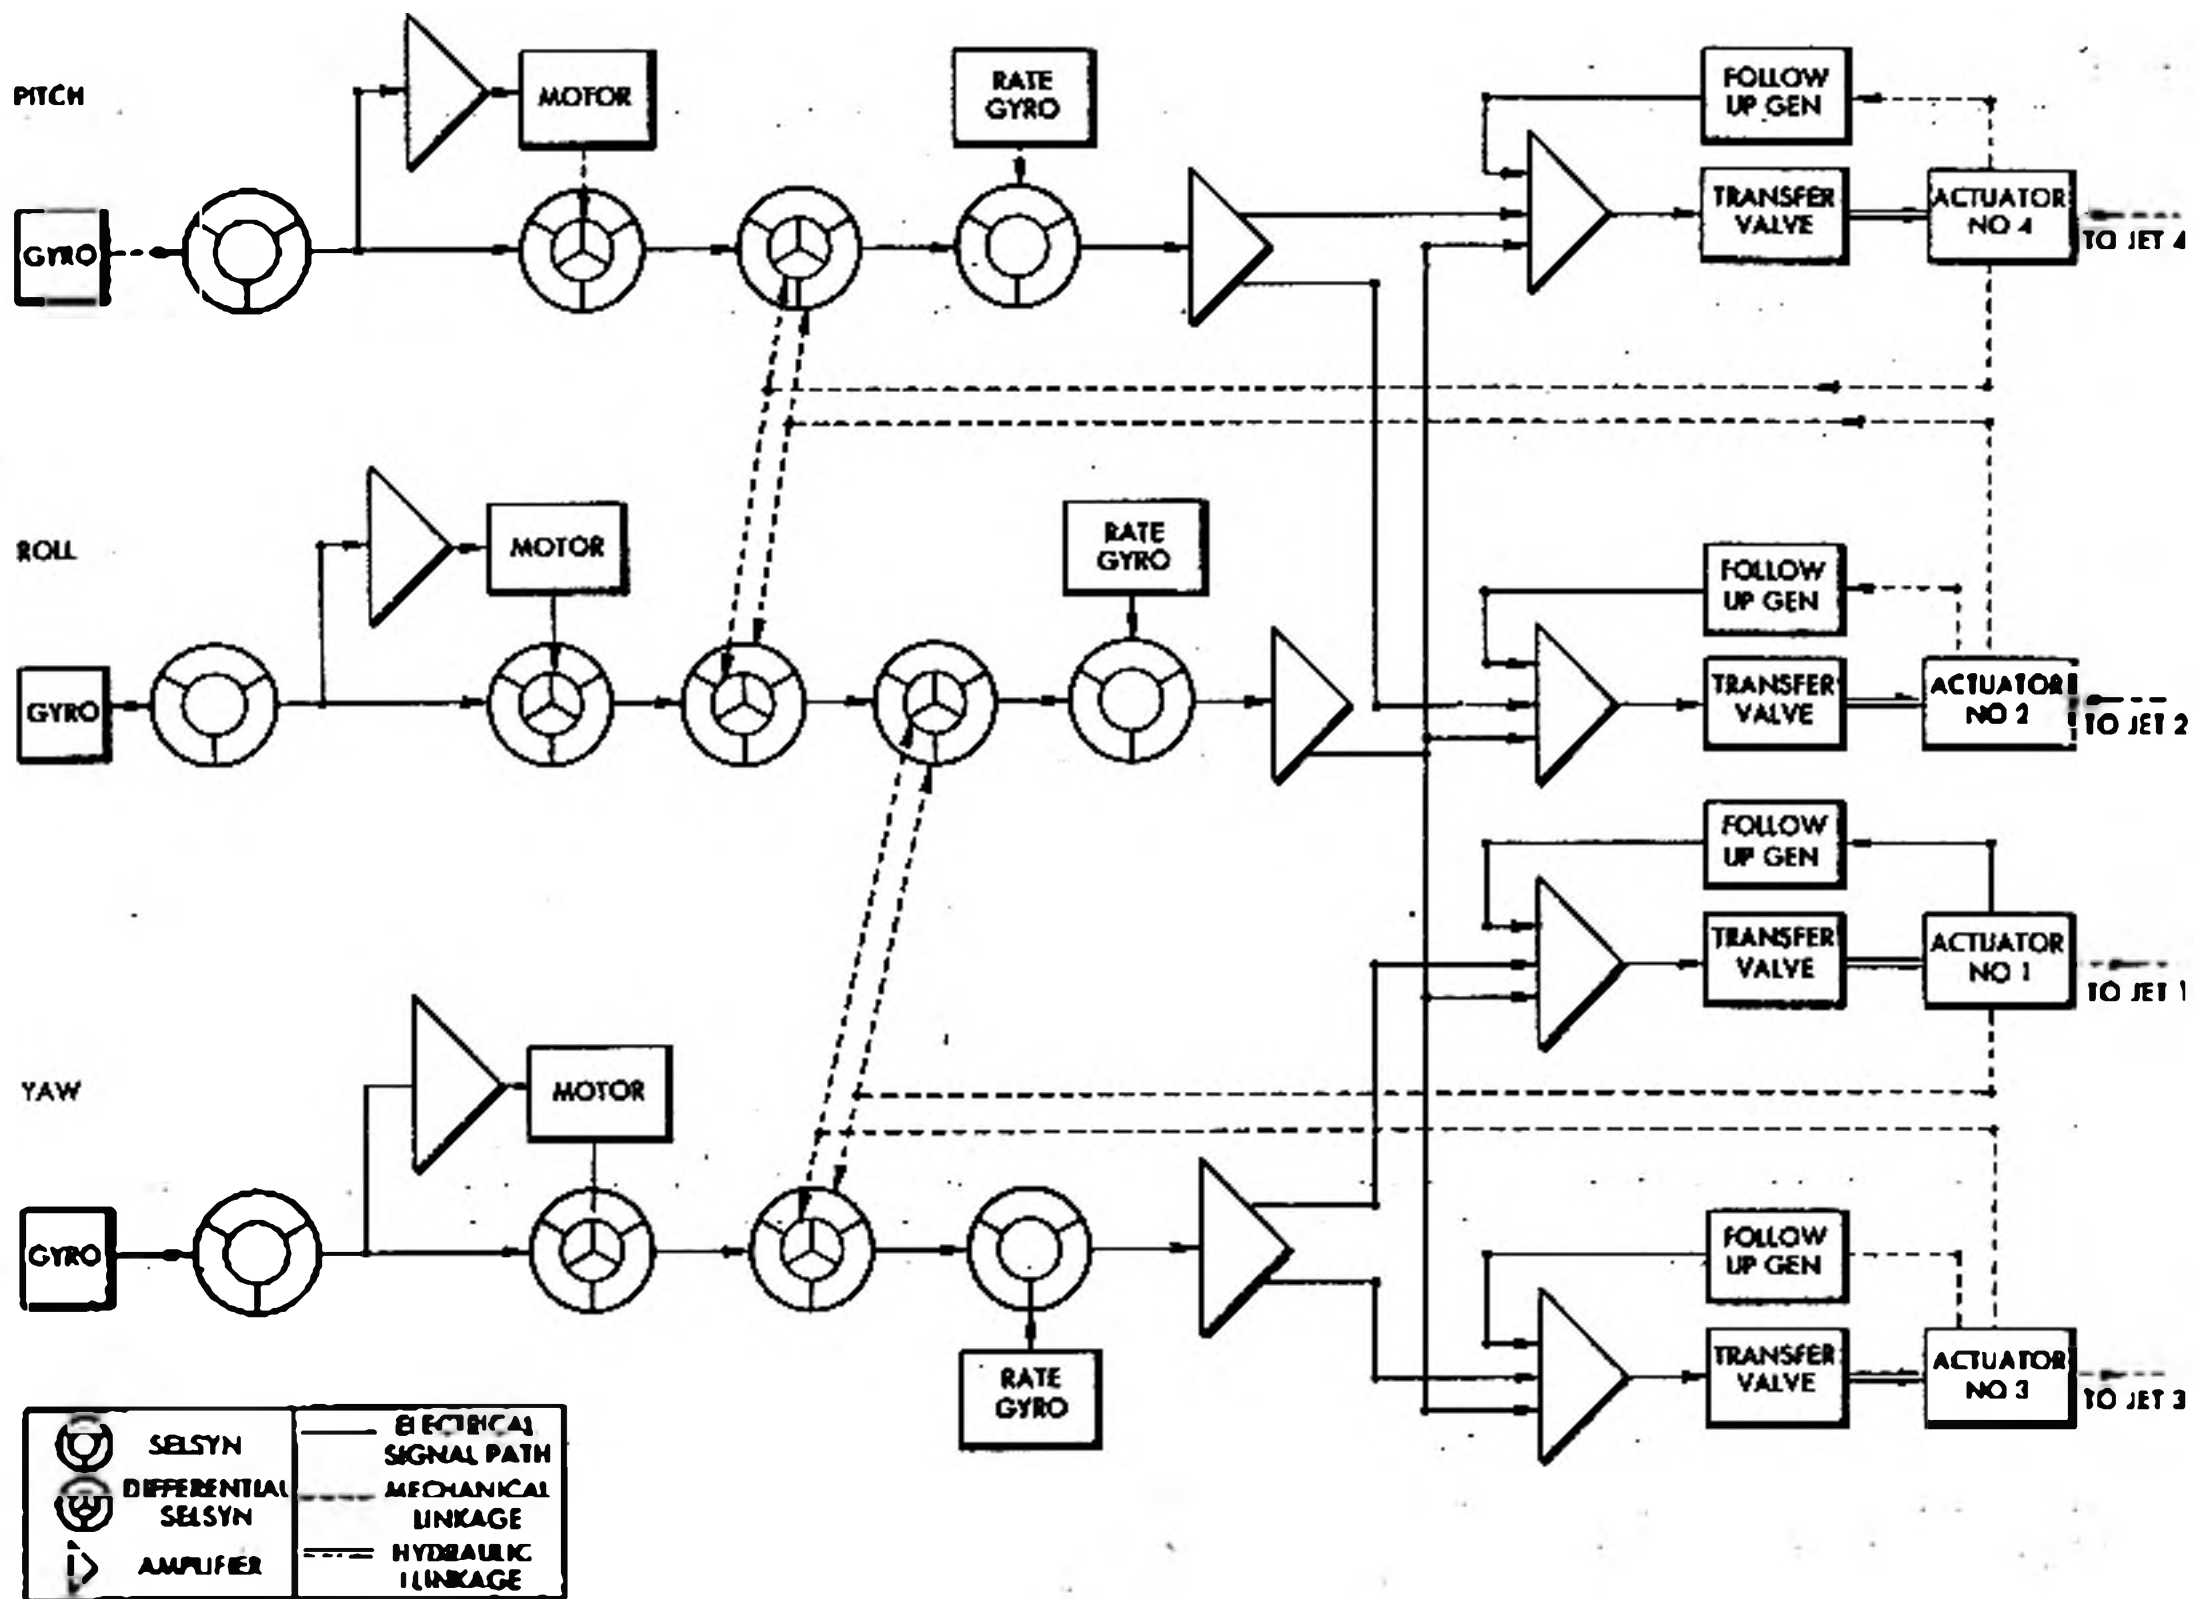 PITCH
MOTOR
RATE
GYRO
FOLLOW
UP GEN
GYRO
TRANSFER
VALVE
ACTUATOR
NO 4
TO JET 4
ROLL
MOTOR
RATE
GYRO
FOLLOW
UP GEN
GYRO
TRANSFER
VALVE
ACTUATOR
NO 2
TO JET 2
FOLLOW
UP GEN
TRANSFER
VALVE
ACTUATOR
NO 1
TO JET 1
YAW
MOTOR
GYRO
FOLLOW
UP GEN
RATE
GYRO
TRANSFER
VALVE
ACTUATOR
NO 3
TO JET 3
SELSYN
DIFFERENTIAL
SELSYN
AMPLIFIER
ELECTRICAL
SIGNAL PATH
MECHANICAL
LINKAGE
HYDRAULIC
LINKAGE